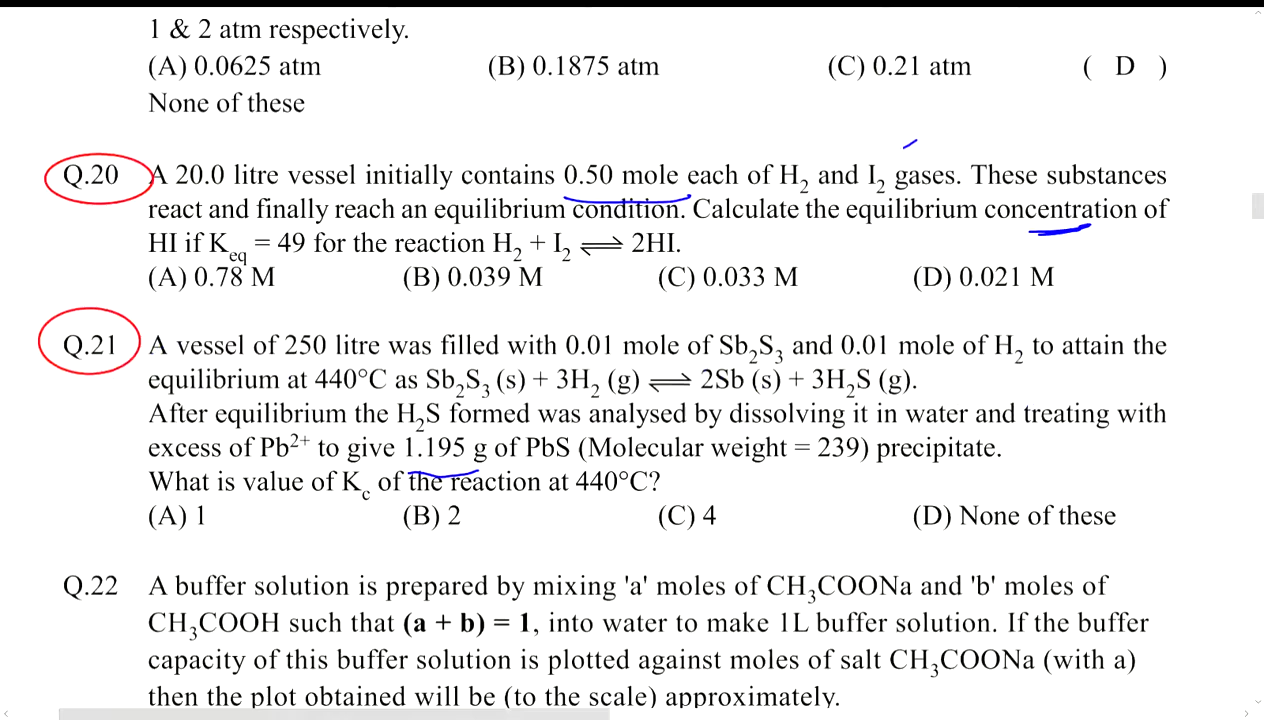 1 & 2 atm respectively.
(A) 0.0625 atm (B) 0.1875 atm (C) 0.21 atm ( D )
None of these
Q.20 A 20.0 litre vessel initially contains 0.50 mole each of H₂ and I₂ gases. These substances
react and finally reach an equilibrium condition. Calculate the equilibrium concentration of
HI if K_eq = 49 for the reaction H₂ + I₂ ⇌ 2HI.
(A) 0.78 M (B) 0.039 M (C) 0.033 M (D) 0.021 M
Q.21 A vessel of 250 litre was filled with 0.01 mole of Sb₂S₃ and 0.01 mole of H₂ to attain the
equilibrium at 440°C as Sb₂S₃ (s) + 3H₂ (g) ⇌ 2Sb (s) + 3H₂S (g).
After equilibrium the H₂S formed was analysed by dissolving it in water and treating with
excess of Pb²⁺ to give 1.195 g of PbS (Molecular weight = 239) precipitate.
What is value of K_c of the reaction at 440°C?
(A) 1 (B) 2 (C) 4 (D) None of these
Q.22 A buffer solution is prepared by mixing 'a' moles of CH₃COONa and 'b' moles of
CH₃COOH such that (a + b) = 1, into water to make 1L buffer solution. If the buffer
capacity of this buffer solution is plotted against moles of salt CH₃COONa (with a)
then the plot obtained will be (to the scale) approximately.